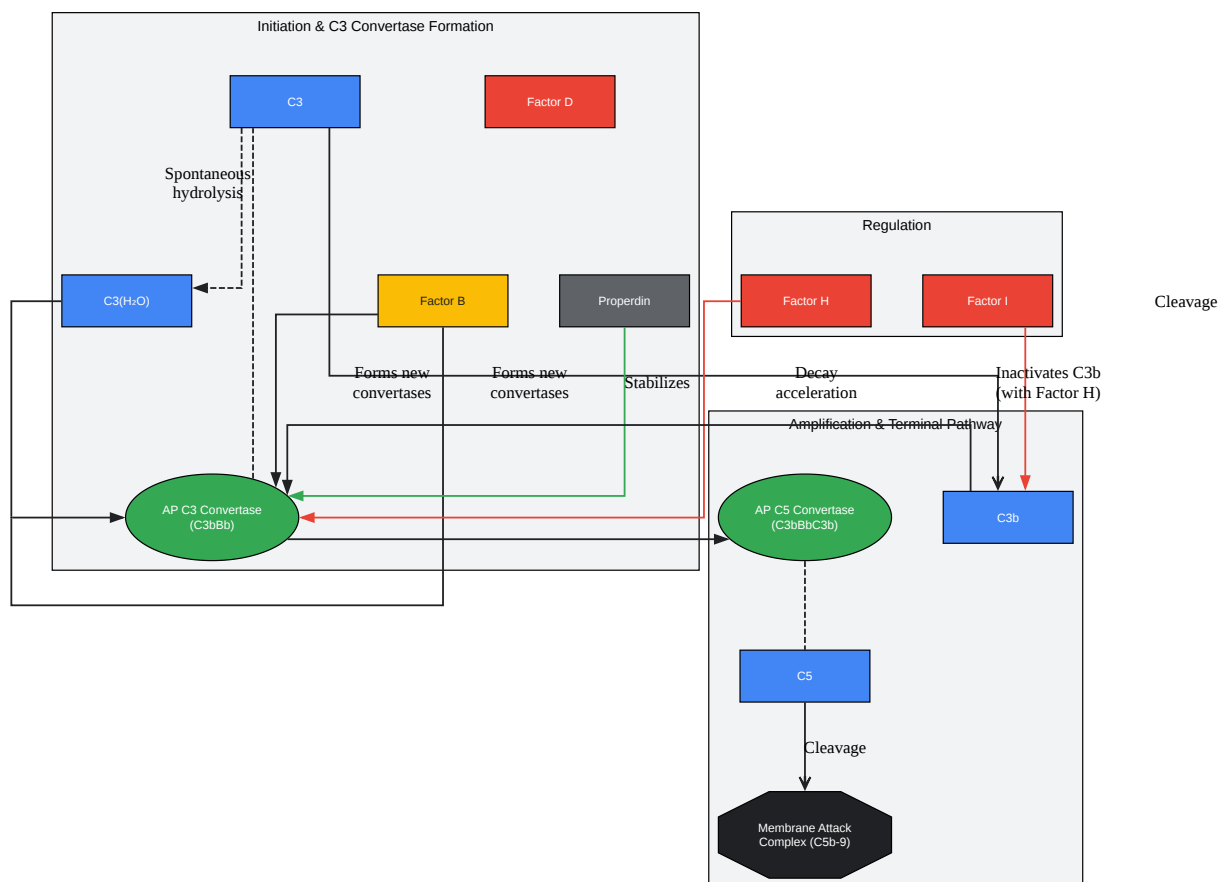 Initiation & C3 Convertase Formation
C3
Factor D
Spontaneous
hydrolysis
Regulation
C3(H₂O)
Factor B
Properdin
Factor H
Factor I
Cleavage
Forms new
convertases
Forms new
convertases
Stabilizes
Decay
acceleration
Inactivates C3b
(with Factor H)
Amplification & Terminal Pathway
AP C3 Convertase
(C3bBb)
AP C5 Convertase
(C3bBbC3b)
C3b
C5
Cleavage
Membrane Attack
Complex (C5b-9)